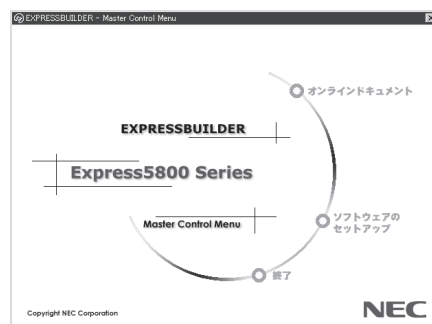 EXPRESSBUILDER - Master Control Menu
オンラインドキュメント
EXPRESSBUILDER
Express5800 Series
Master Control Menu
ソフトウェアの
セットアップ
終了
Copyright NEC Corporation
NEC